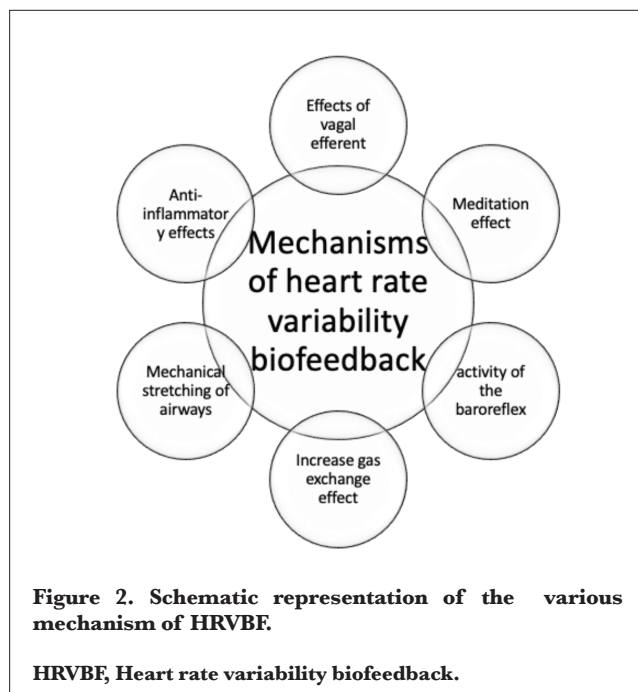 Effects of
vagal
efferent
Anti-
inflammator
y effects
Meditation
effect
Mechanisms
of heart rate
variability
biofeedback
Mechanical
stretching of
airways
activity of
the
baroreflex
Increase gas
exchange
effect
Figure 2. Schematic representation of the various
mechanism of HRVBF.
HRVBF, Heart rate variability biofeedback.